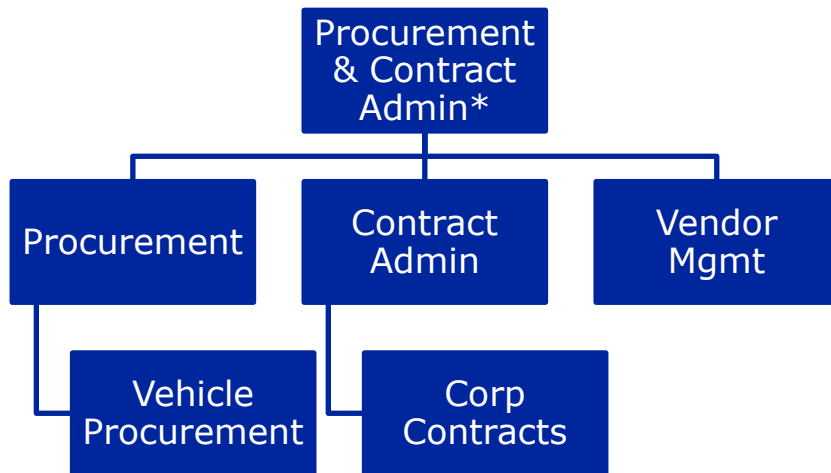 Procurement
& Contract
Admin*
Procurement
Contract
Admin
Vendor
Mgmt
Vehicle
Procurement
Corp
Contracts